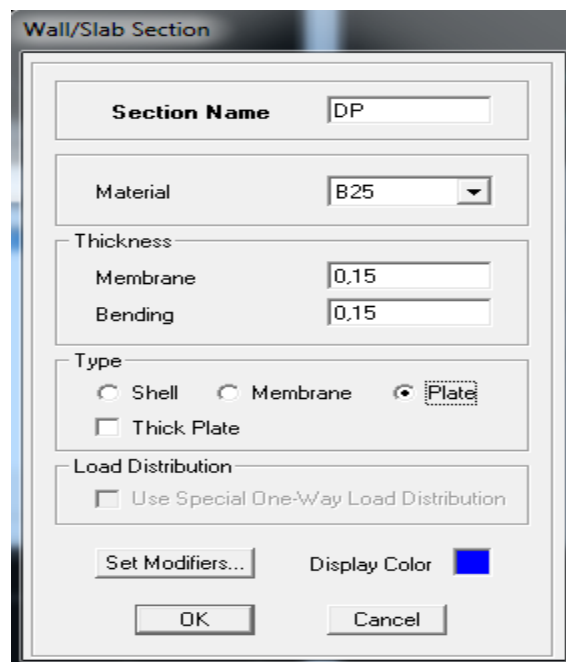 Wall/Slab Section
Section Name DP
Material B25
Thickness
Membrane 0,15
Bending 0,15
Type
Shell Membrane Plate
Thick Plate
Load Distribution
Use Special One-Way Load Distribution
Set Modifiers... Display Color
OK Cancel